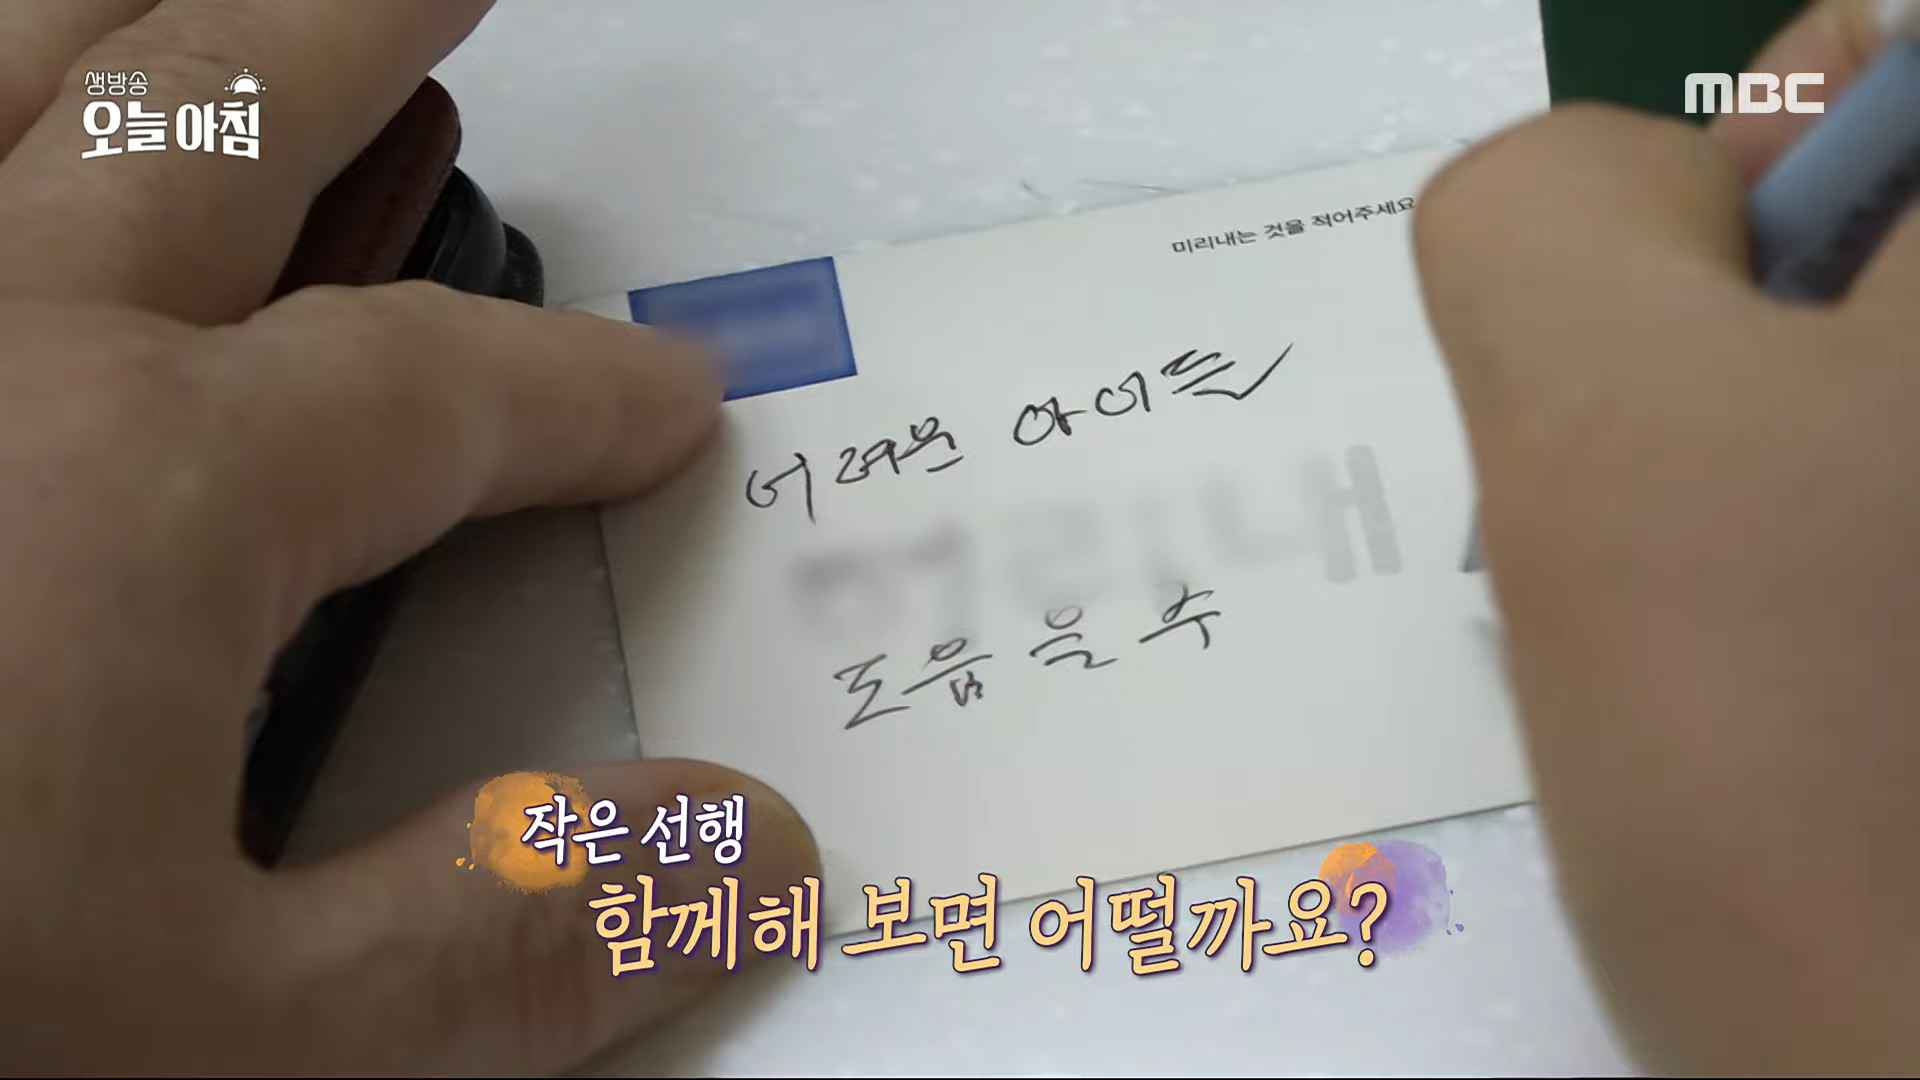 생방송
오늘 아침
MBC
미리내는 것을 적어주세요
어려운 아이들
도움을 수
작은 선행
함께해 보면 어떨까요?